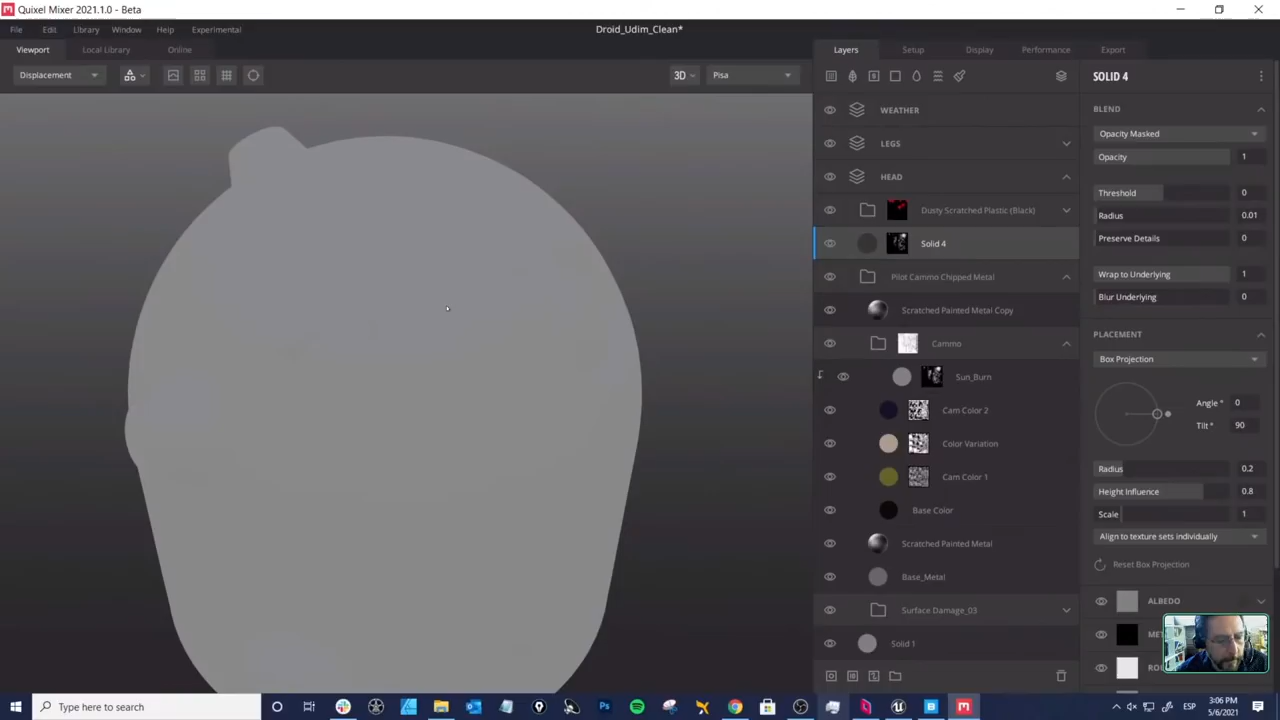 Quixel Mixer 2021.1.0 - Beta
File Edit Library Window Help Experimental
Droid_Udim_Clean*
Viewport Local Library Online
Layers Setup Display Performance Export
Displacement
3D
Pisa
SOLID 4
BLEND
Opacity Masked
Opacity 1
Threshold 0
Radius 0.01
Preserve Details 0
Wrap to Underlying 1
Blur Underlying 0
PLACEMENT
Box Projection
Angle ° 0
Tilt ° 90
Radius 0.2
Height Influence 0.8
Scale 1
Align to texture sets individually
Reset Box Projection
ALBEDO
WEATHER
LEGS
HEAD
Dusty Scratched Plastic (Black)
Solid 4
Pilot Cammo Chipped Metal
Scratched Painted Metal Copy
Cammo
Sun_Burn
Cam Color 2
Color Variation
Cam Color 1
Base Color
Scratched Painted Metal
Base_Metal
Surface Damage_03
Solid 1
Type here to search
ESP
3:06 PM
5/6/2021